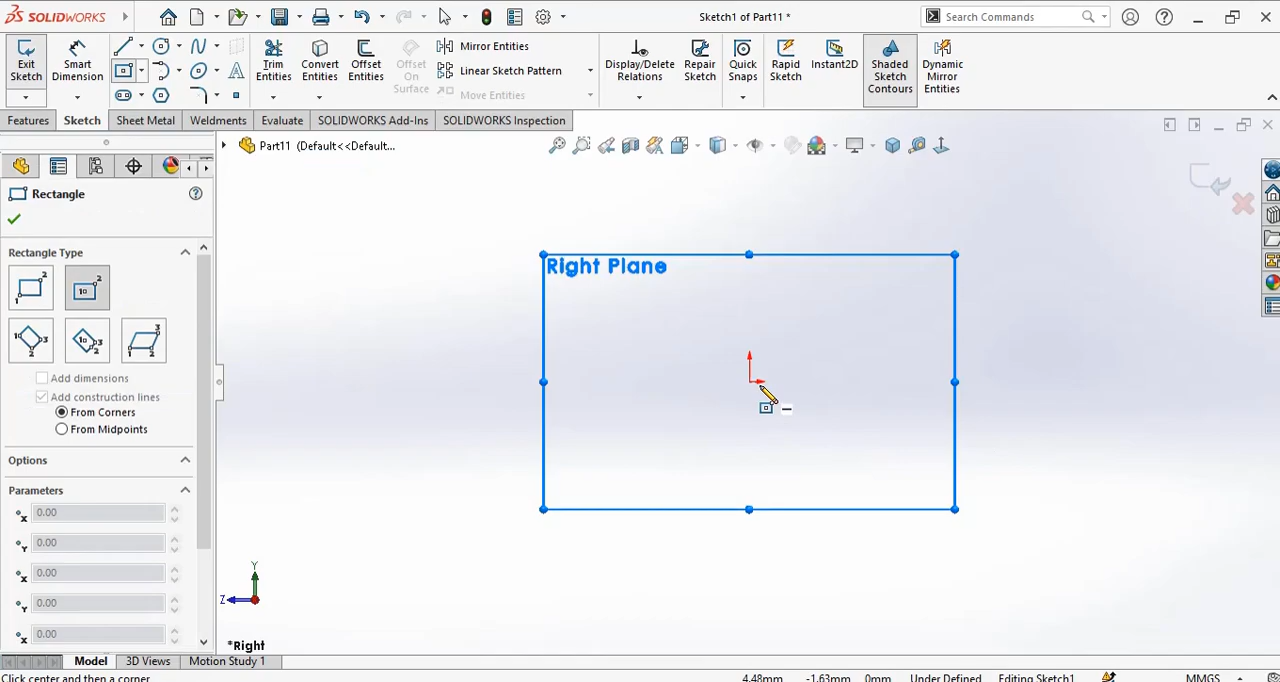 SOLIDWORKS
Sketch1 of Part11 *
Search Commands
Exit Sketch
Smart Dimension
Trim Entities
Convert Entities
Offset Entities
Offset On Surface
Mirror Entities
Linear Sketch Pattern
Move Entities
Display/Delete Relations
Repair Sketch
Quick Snaps
Rapid Sketch
Instant2D
Shaded Sketch Contours
Dynamic Mirror Entities
Features
Sketch
Sheet Metal
Weldments
Evaluate
SOLIDWORKS Add-Ins
SOLIDWORKS Inspection
Part11 (Default<<Default...
Rectangle
Rectangle Type
Add dimensions
Add construction lines
From Corners
From Midpoints
Options
Parameters
x 0.00
Y 0.00
x 0.00
Y 0.00
x 0.00
Right Plane
Y
Z
*Right
Model
3D Views
Motion Study 1
Click center and then a corner.
4.48mm
-1.63mm
0mm
Under Defined
Editing Sketch1
MMGS